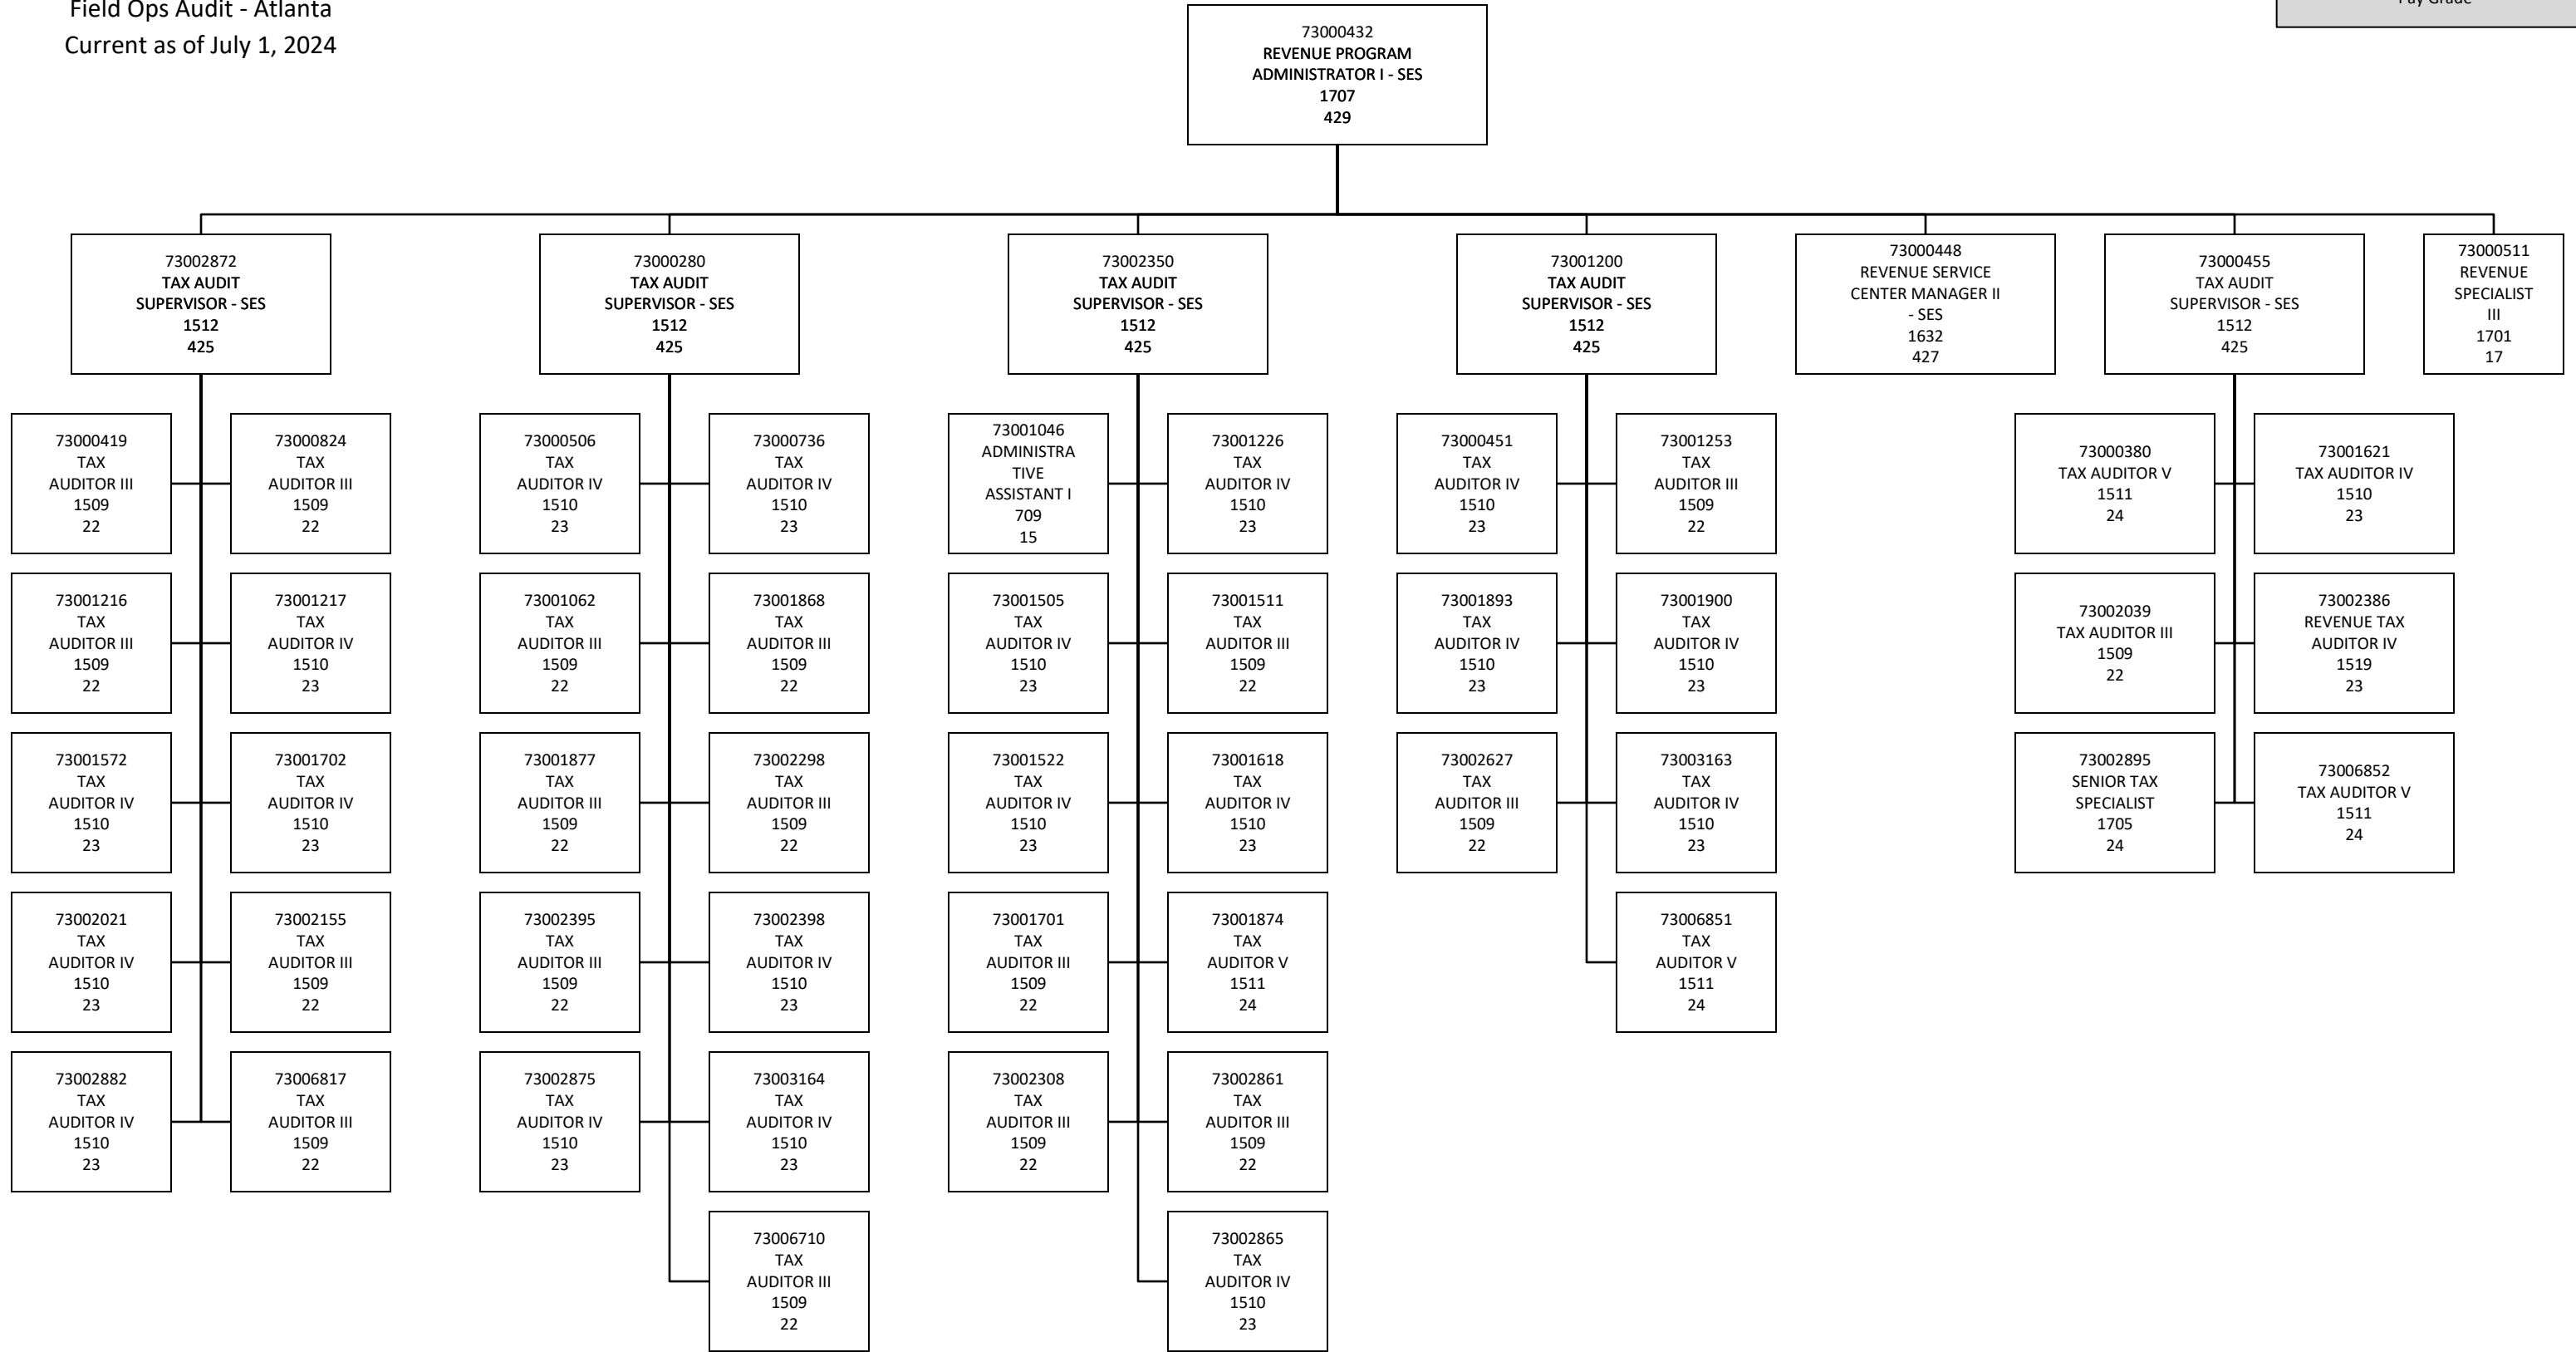 Field Ops Audit - Atlanta
Current as of July 1, 2024
Pay Grade
73000432
REVENUE PROGRAM
ADMINISTRATOR I - SES
1707
429
73002872
TAX AUDIT
SUPERVISOR - SES
1512
425
73000280
TAX AUDIT
SUPERVISOR - SES
1512
425
73002350
TAX AUDIT
SUPERVISOR - SES
1512
425
73001200
TAX AUDIT
SUPERVISOR - SES
1512
425
73000448
REVENUE SERVICE
CENTER MANAGER II
- SES
1632
427
73000455
TAX AUDIT
SUPERVISOR - SES
1512
425
73000511
REVENUE
SPECIALIST
III
1701
17
73000419
TAX
AUDITOR III
1509
22
73000824
TAX
AUDITOR III
1509
22
73000506
TAX
AUDITOR IV
1510
23
73000736
TAX
AUDITOR IV
1510
23
73001046
ADMINISTRA
TIVE
ASSISTANT I
709
15
73001226
TAX
AUDITOR IV
1510
23
73000451
TAX
AUDITOR IV
1510
23
73001253
TAX
AUDITOR III
1509
22
73000380
TAX AUDITOR V
1511
24
73001621
TAX AUDITOR IV
1510
23
73001216
TAX
AUDITOR III
1509
22
73001217
TAX
AUDITOR IV
1510
23
73001062
TAX
AUDITOR III
1509
22
73001868
TAX
AUDITOR III
1509
22
73001505
TAX
AUDITOR IV
1510
23
73001511
TAX
AUDITOR III
1509
22
73001893
TAX
AUDITOR IV
1510
23
73001900
TAX
AUDITOR IV
1510
23
73002039
TAX AUDITOR III
1509
22
73002386
REVENUE TAX
AUDITOR IV
1519
23
73001572
TAX
AUDITOR IV
1510
23
73001702
TAX
AUDITOR IV
1510
23
73001877
TAX
AUDITOR III
1509
22
73002298
TAX
AUDITOR III
1509
22
73001522
TAX
AUDITOR IV
1510
23
73001618
TAX
AUDITOR IV
1510
23
73002627
TAX
AUDITOR III
1509
22
73003163
TAX
AUDITOR IV
1510
23
73002895
SENIOR TAX
SPECIALIST
1705
24
73006852
TAX AUDITOR V
1511
24
73002021
TAX
AUDITOR IV
1510
23
73002155
TAX
AUDITOR III
1509
22
73002395
TAX
AUDITOR III
1509
22
73002398
TAX
AUDITOR IV
1510
23
73001701
TAX
AUDITOR III
1509
22
73001874
TAX
AUDITOR V
1511
24
73006851
TAX
AUDITOR V
1511
24
73002882
TAX
AUDITOR IV
1510
23
73006817
TAX
AUDITOR III
1509
22
73002875
TAX
AUDITOR IV
1510
23
73003164
TAX
AUDITOR IV
1510
23
73002308
TAX
AUDITOR III
1509
22
73002861
TAX
AUDITOR III
1509
22
73006710
TAX
AUDITOR III
1509
22
73002865
TAX
AUDITOR IV
1510
23